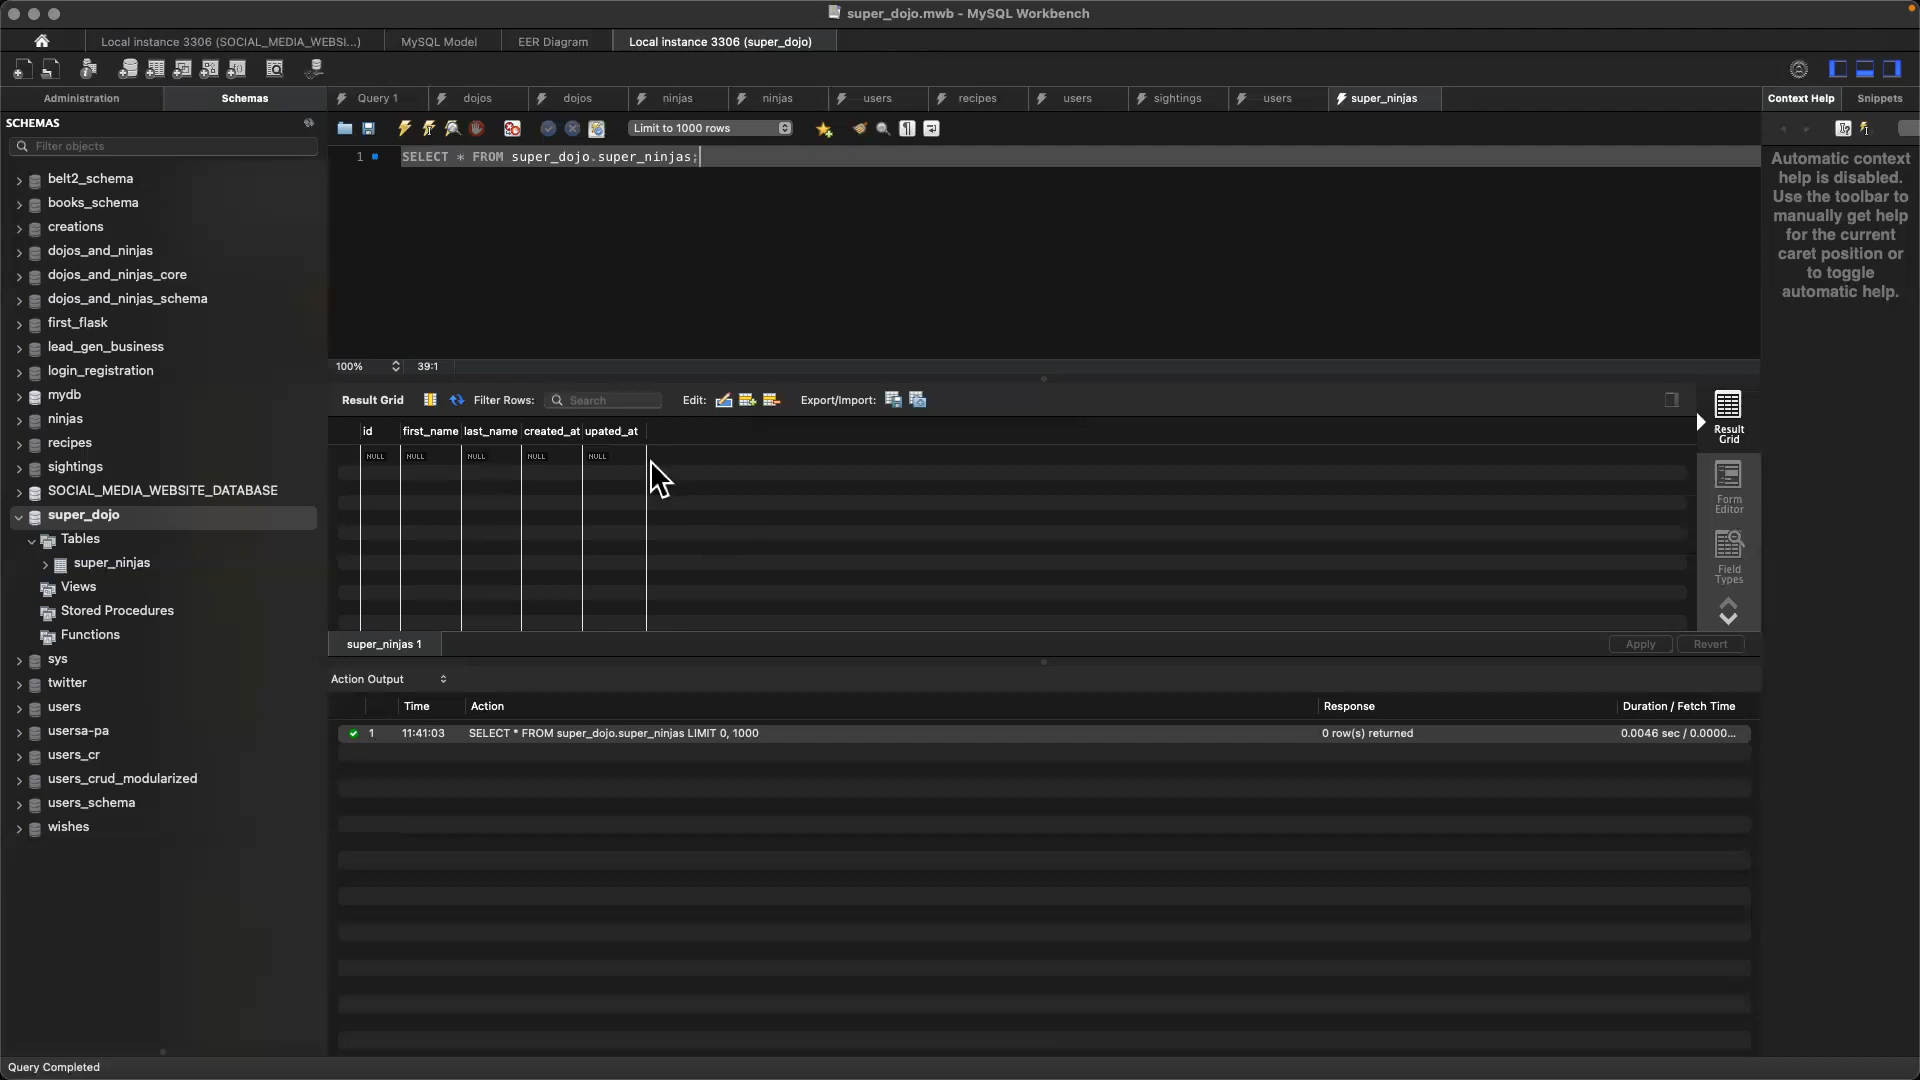 super_dojo.mwb - MySQL Workbench
Local instance 3306 (SOCIAL_MEDIA_WEBSI...)
MySQL Model
EER Diagram
Local instance 3306 (super_dojo)
Administration
Schemas
Query 1
dojos
dojos
ninjas
ninjas
users
recipes
users
sightings
users
super_ninjas
Context Help
Snippets
SCHEMAS
Filter objects
Limit to 1000 rows
1
SELECT * FROM super_dojo.super_ninjas;
Automatic context
help is disabled.
Use the toolbar to
manually get help
for the current
caret position or
to toggle
automatic help.
belt2_schema
books_schema
creations
dojos_and_ninjas
dojos_and_ninjas_core
dojos_and_ninjas_schema
first_flask
lead_gen_business
login_registration
mydb
ninjas
recipes
sightings
SOCIAL_MEDIA_WEBSITE_DATABASE
super_dojo
Tables
super_ninjas
Views
Stored Procedures
Functions
sys
twitter
users
usersa-pa
users_cr
users_crud_modularized
users_schema
wishes
100%
39:1
Result Grid
Filter Rows:
Search
Edit:
Export/Import:
id
first_name
last_name
created_at
upated_at
NULL
NULL
NULL
NULL
NULL
Result
Grid
Form
Editor
Field
Types
super_ninjas 1
Apply
Revert
Action Output
Time
Action
Response
Duration / Fetch Time
1
11:41:03
SELECT * FROM super_dojo.super_ninjas LIMIT 0, 1000
0 row(s) returned
0.0046 sec / 0.0000...
Query Completed